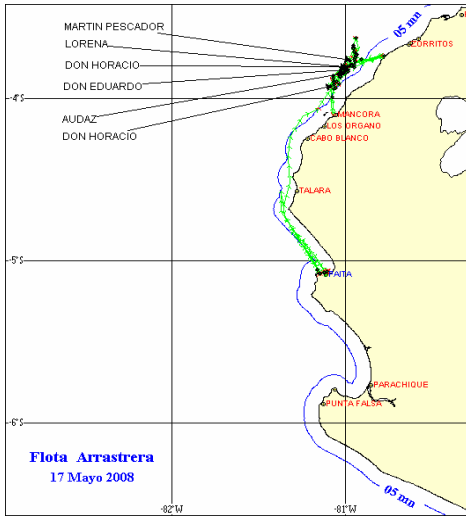 05 mn
MARTIN PESCADOR
LORENA
ZORRITOS
DON HORACIO
DON EDUARDO
-4°S
AUDAZ
MANCORA
LOS ORGANO
DON HORACIO
CABO BLANCO
TALARA
-5°S
PAITA
PARACHIQUE
-6°S
PUNTA FALSA
Flota Arrastrera
17 Mayo 2008
05 mn
-82°W
-81°W